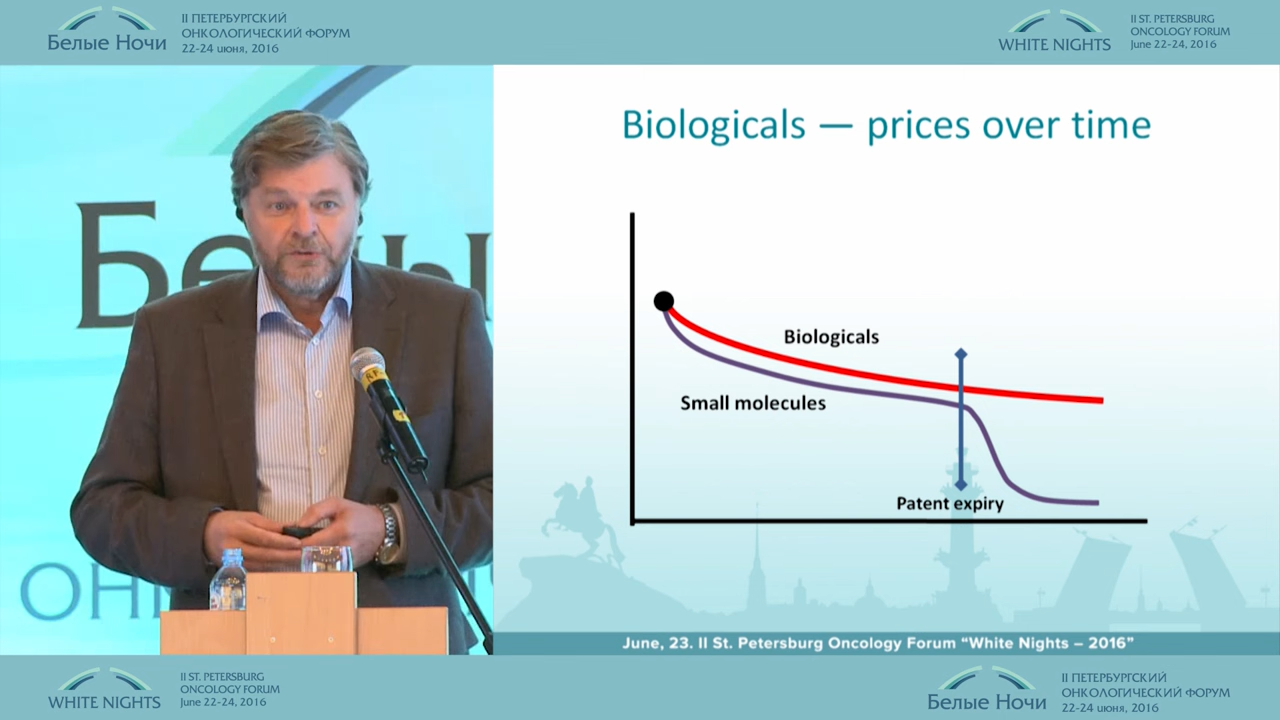 II ПЕТЕРБУРГСКИЙ
ОНКОЛОГИЧЕСКИЙ ФОРУМ
22-24 июня, 2016
Белые Ночи
WHITE NIGHTS
II ST. PETERSBURG
ONCOLOGY FORUM
June 22-24, 2016
Biologicals — prices over time
Biologicals
Small molecules
Patent expiry
June, 23. II St. Petersburg Oncology Forum “White Nights – 2016”
WHITE NIGHTS
II ST. PETERSBURG
ONCOLOGY FORUM
June 22-24, 2016
Белые Ночи
II ПЕТЕРБУРГСКИЙ
ОНКОЛОГИЧЕСКИЙ ФОРУМ
22-24 июня, 2016